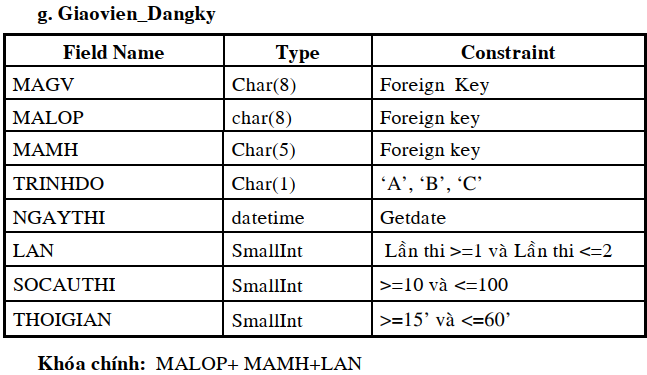 g. Giaovien_Dangky
Field Name Type Constraint
MAGV Char(8) Foreign Key
MALOP char(8) Foreign key
MAMH Char(5) Foreign key
TRINHDO Char(1) ‘A’, ‘B’, ‘C’
NGAYTHI datetime Getdate
LAN SmallInt Lần thi >=1 và Lần thi <=2
SOCAUTHI SmallInt >=10 và <=100
THOIGIAN SmallInt >=15’ và <=60’
Khóa chính: MALOP+ MAMH+LAN